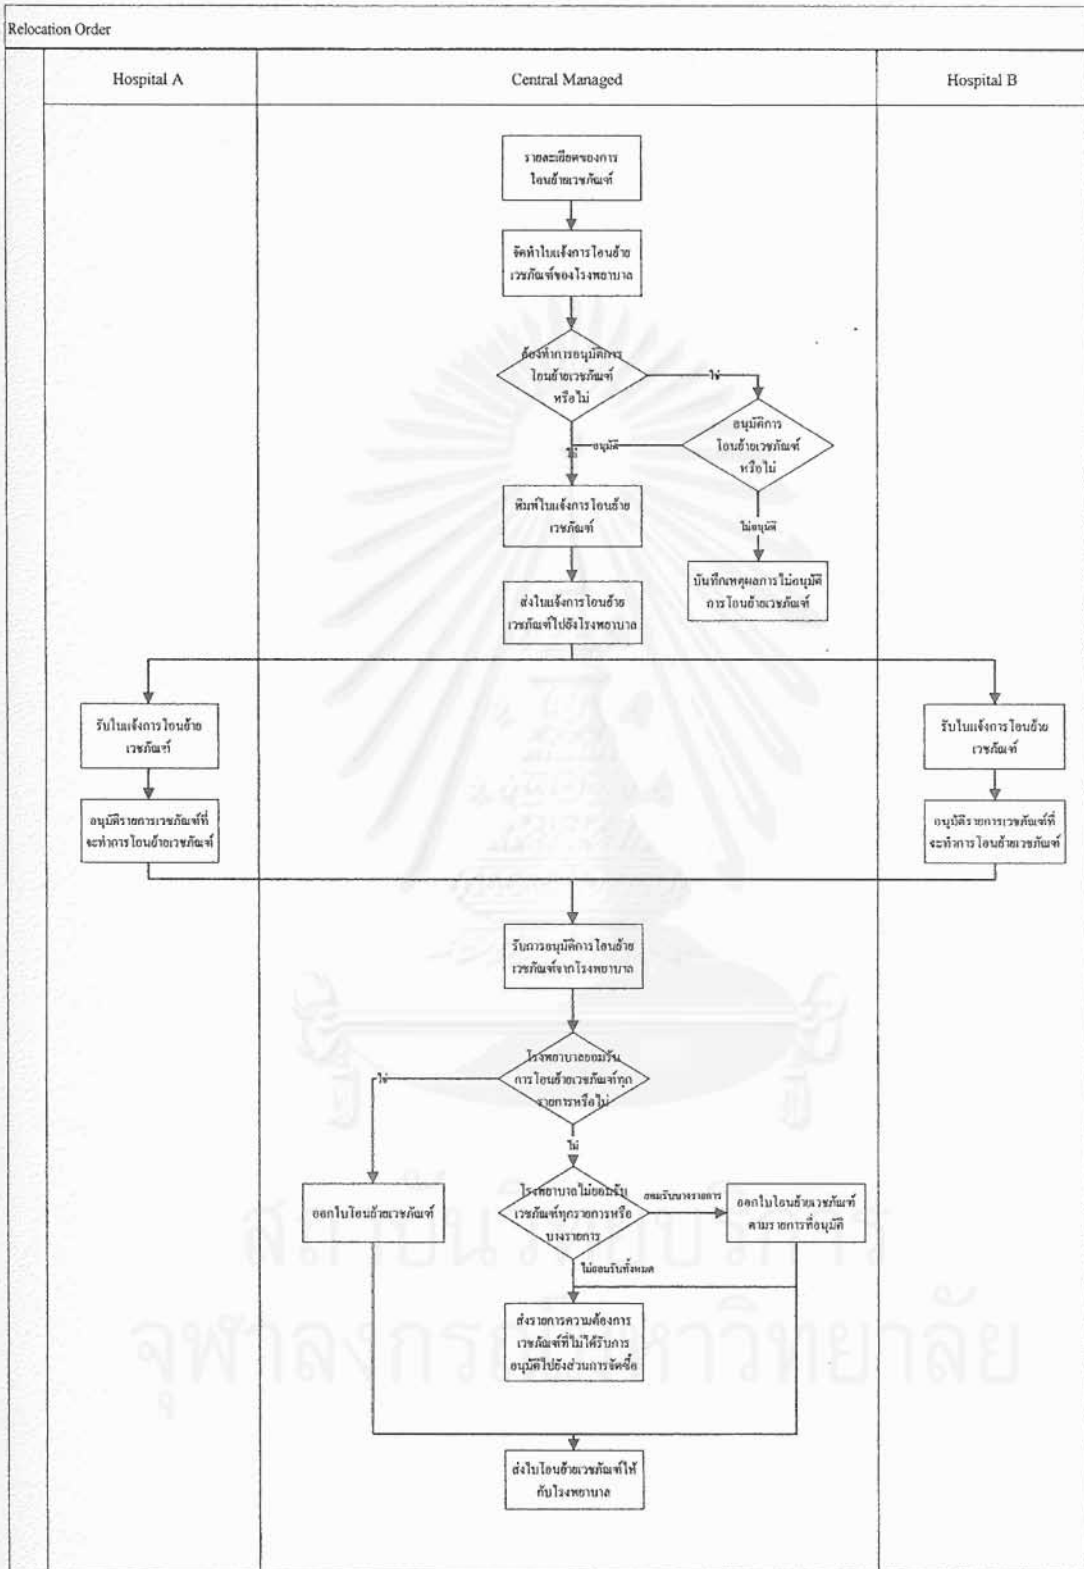 Relocation Order
Hospital A
Central Managed
Hospital B
รายละเอียดของการ
โอนย้ายเวชภัณฑ์
จัดทำใบแจ้งการโอนย้าย
เวชภัณฑ์ของโรงพยาบาล
ต้องทำการอนุมัติการ
โอนย้ายเวชภัณฑ์
หรือไม่
ใช่
อนุมัติการ
โอนย้ายเวชภัณฑ์
หรือไม่
อนุมัติ
ไม่
พิมพ์ใบแจ้งการโอนย้าย
เวชภัณฑ์
ไม่อนุมัติ
บันทึกเหตุผลการไม่อนุมัติ
การโอนย้ายเวชภัณฑ์
ส่งใบแจ้งการโอนย้าย
เวชภัณฑ์ไปยังโรงพยาบาล
รับใบแจ้งการโอนย้าย
เวชภัณฑ์
รับใบแจ้งการโอนย้าย
เวชภัณฑ์
อนุมัติรายการเวชภัณฑ์ที่
จะทำการโอนย้ายเวชภัณฑ์
อนุมัติรายการเวชภัณฑ์ที่
จะทำการโอนย้ายเวชภัณฑ์
รับการอนุมัติการโอนย้าย
เวชภัณฑ์จากโรงพยาบาล
โรงพยาบาลยอมรับ
การโอนย้ายเวชภัณฑ์ทุก
รายการหรือไม่
ใช่
ไม่
ออกใบโอนย้ายเวชภัณฑ์
โรงพยาบาลไม่ยอมรับ
เวชภัณฑ์ทุกรายการหรือ
บางรายการ
ยอมรับบางรายการ
ออกใบโอนย้ายเวชภัณฑ์
ตามรายการที่อนุมัติ
ไม่ยอมรับทั้งหมด
ส่งรายการความต้องการ
เวชภัณฑ์ที่ไม่ได้รับการ
อนุมัติไปยังส่วนการจัดซื้อ
ส่งใบโอนย้ายเวชภัณฑ์ให้
กับโรงพยาบาล
สถาบันวิทยบริการ
จุฬาลงกรณ์มหาวิทยาลัย